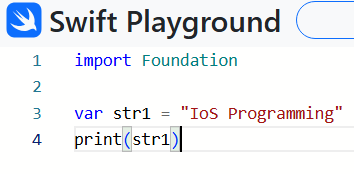 Swift Playground
1 import Foundation
2
3 var str1 = "IoS Programming"
4 print(str1)